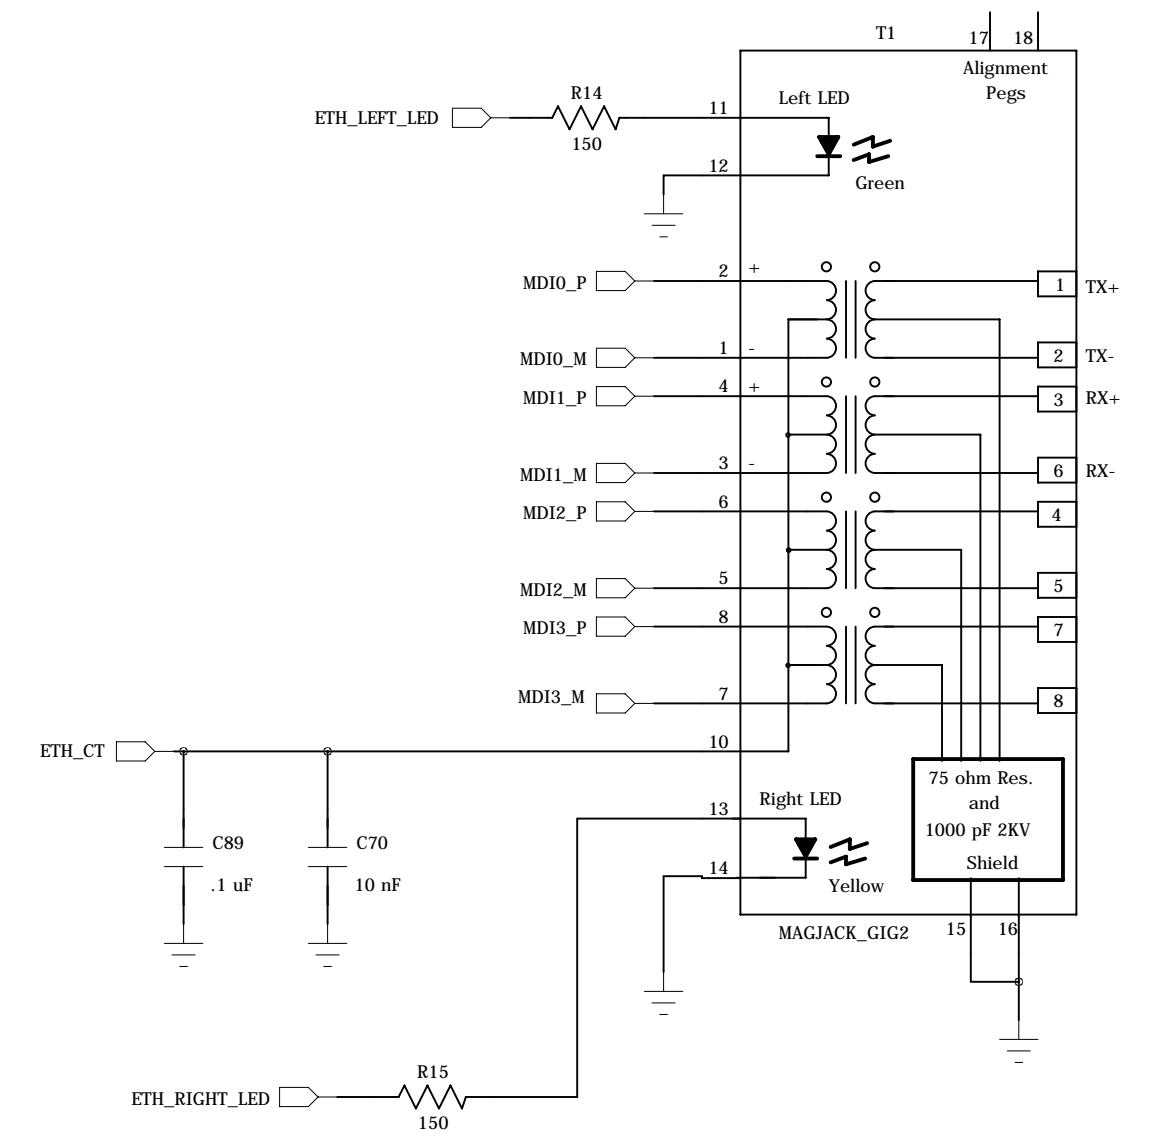 T1
17
18
Alignment
Pegs
R14
ETH_LEFT_LED
150
11
Left LED
12
Green
MDI0_P
2
+
1
TX+
MDI0_M
1
-
2
TX-
MDI1_P
4
+
3
RX+
MDI1_M
3
-
6
RX-
MDI2_P
6
4
MDI2_M
5
5
MDI3_P
8
7
MDI3_M
7
8
ETH_CT
10
75 ohm Res.
and
1000 pF 2KV
Shield
13
Right LED
14
Yellow
C89
.1 uF
C70
10 nF
MAGJACK_GIG2
15
16
R15
ETH_RIGHT_LED
150